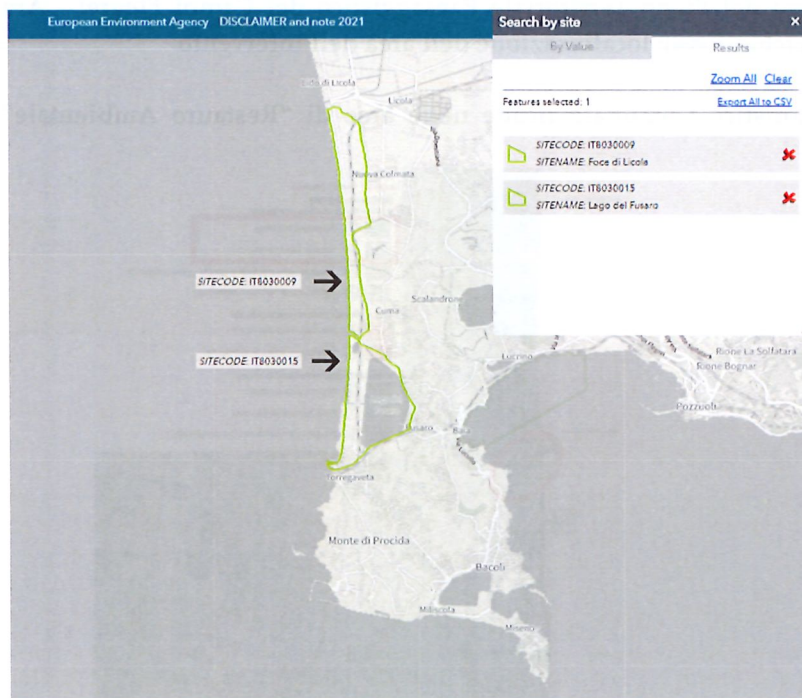 European Environment Agency DISCLAIMER and note 2021
Search by site
×
By Value
Results
Zoom All Clear
Features selected: 1
Export All to CSV
SITECODE: IT8030009
SITENAME: Foce di Licola
SITECODE: IT8030015
SITENAME: Lago del Fusaro
Lido di Licola
Licola
Nuova Colmata
SITECODE: IT8030009
Scalandrone
Cuma
SITECODE: IT8030015
Lucrino
Rione La Solfatara
Rione Bognar
Pozzuoli
Fusaro
Baia
Torregaveta
Monte di Procida
Bacoli
Miliscola
Miseno